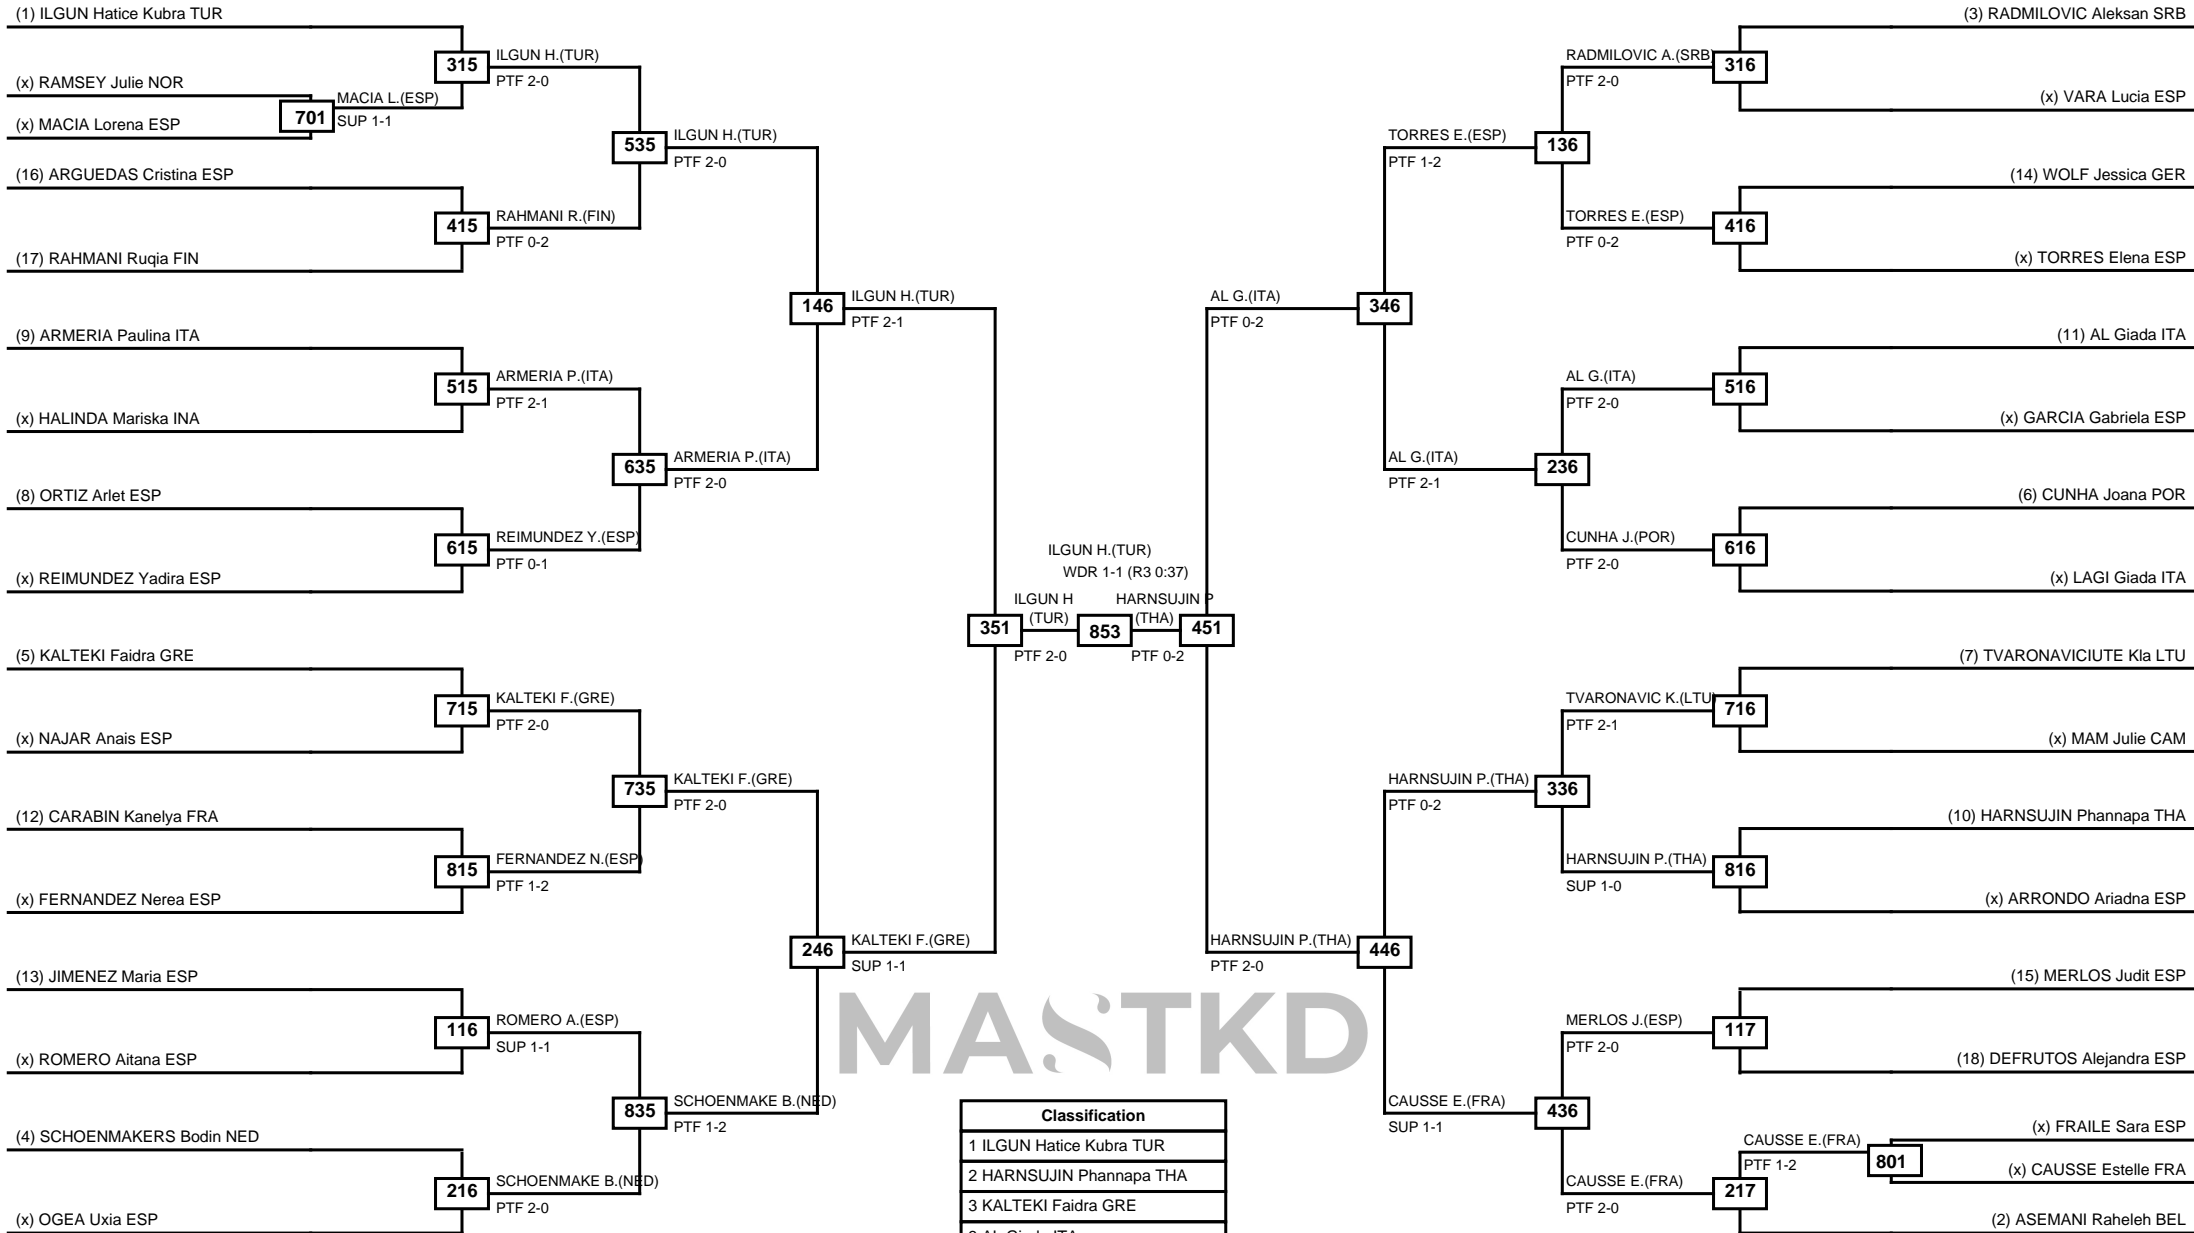 (1) ILGUN Hatice Kubra TUR
(x) RAMSEY Julie NOR
(x) MACIA Lorena ESP
(16) ARGUEDAS Cristina ESP
(17) RAHMANI Ruqia FIN
(9) ARMERIA Paulina ITA
(x) HALINDA Mariska INA
(8) ORTIZ Arlet ESP
(x) REIMUNDEZ Yadira ESP
(5) KALTEKI Faidra GRE
(x) NAJAR Anais ESP
(12) CARABIN Kanelya FRA
(x) FERNANDEZ Nerea ESP
(13) JIMENEZ Maria ESP
(x) ROMERO Aitana ESP
(4) SCHOENMAKERS Bodin NED
(x) OGEA Uxia ESP
701
MACIA L.(ESP)
SUP 1-1
315
ILGUN H.(TUR)
PTF 2-0
415
RAHMANI R.(FIN)
PTF 0-2
515
ARMERIA P.(ITA)
PTF 2-1
615
REIMUNDEZ Y.(ESP)
PTF 0-1
715
KALTEKI F.(GRE)
PTF 2-0
815
FERNANDEZ N.(ESP)
PTF 1-2
116
ROMERO A.(ESP)
SUP 1-1
216
SCHOENMAKE B.(NED)
PTF 2-0
535
ILGUN H.(TUR)
PTF 2-0
635
ARMERIA P.(ITA)
PTF 2-0
735
KALTEKI F.(GRE)
PTF 2-0
835
SCHOENMAKE B.(NED)
PTF 1-2
146
ILGUN H.(TUR)
PTF 2-1
246
KALTEKI F.(GRE)
SUP 1-1
351
ILGUN H
(TUR)
PTF 2-0
ILGUN H.(TUR)
WDR 1-1 (R3 0:37)
853
HARNSUJIN P
(THA)
PTF 0-2
451
AL G.(ITA)
PTF 0-2
346
HARNSUJIN P.(THA)
PTF 2-0
446
TORRES E.(ESP)
PTF 1-2
136
AL G.(ITA)
PTF 2-1
236
HARNSUJIN P.(THA)
PTF 0-2
336
CAUSSE E.(FRA)
SUP 1-1
436
RADMILOVIC A.(SRB)
PTF 2-0
316
TORRES E.(ESP)
PTF 0-2
416
AL G.(ITA)
PTF 2-0
516
CUNHA J.(POR)
PTF 2-0
616
TVARONAVIC K.(LTU)
PTF 2-1
716
HARNSUJIN P.(THA)
SUP 1-0
816
MERLOS J.(ESP)
PTF 2-0
117
CAUSSE E.(FRA)
PTF 2-0
217
CAUSSE E.(FRA)
PTF 1-2
801
(3) RADMILOVIC Aleksan SRB
(x) VARA Lucia ESP
(14) WOLF Jessica GER
(x) TORRES Elena ESP
(11) AL Giada ITA
(x) GARCIA Gabriela ESP
(6) CUNHA Joana POR
(x) LAGI Giada ITA
(7) TVARONAVICIUTE Kla LTU
(x) MAM Julie CAM
(10) HARNSUJIN Phannapa THA
(x) ARRONDO Ariadna ESP
(15) MERLOS Judit ESP
(18) DEFRUTOS Alejandra ESP
(x) FRAILE Sara ESP
(x) CAUSSE Estelle FRA
(2) ASEMANI Raheleh BEL
MASTKD
Classification
1 ILGUN Hatice Kubra TUR
2 HARNSUJIN Phannapa THA
3 KALTEKI Faidra GRE